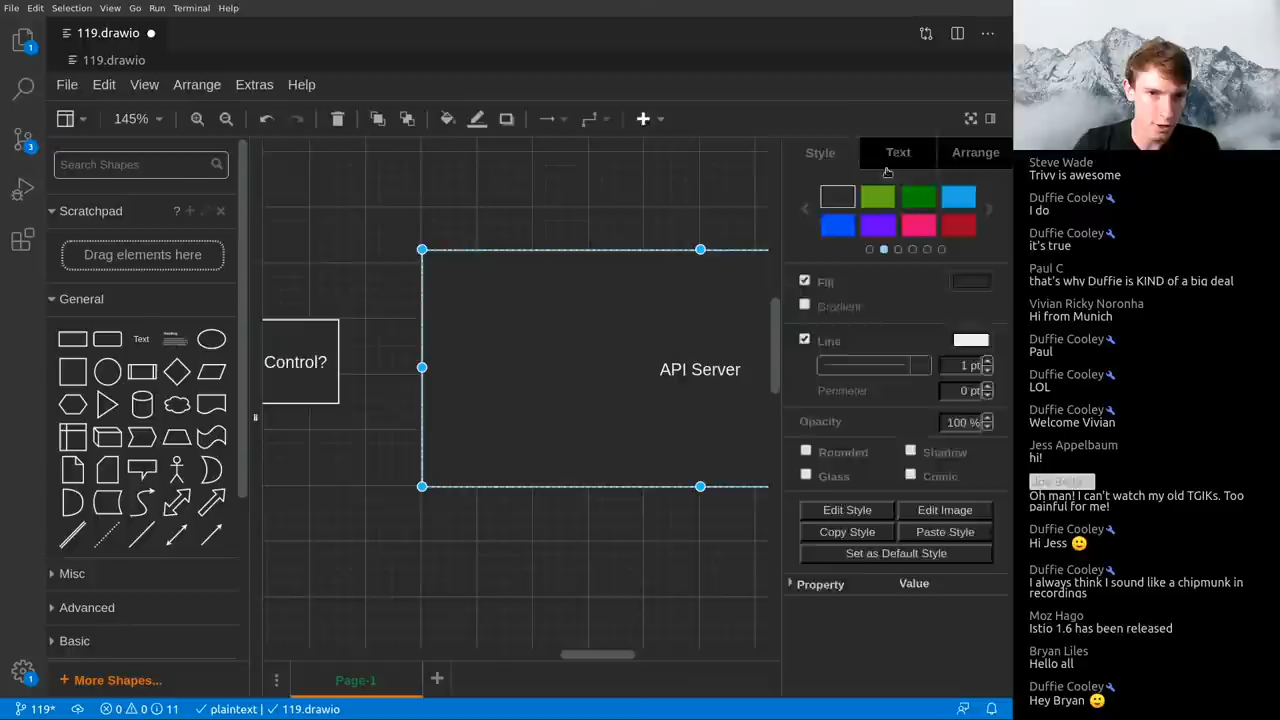 File Edit Selection View Go Run Terminal Help
119.drawio
119.drawio
File Edit View Arrange Extras Help
145%
Search Shapes
Scratchpad ?
Drag elements here
General
Text
Heading
Misc
Advanced
Basic
+ More Shapes...
Control?
API Server
Page-1
Style Text Arrange
Fill
Gradient
Line
1 pt
Perimeter 0 pt
Opacity 100 %
Rounded Shadow
Glass Comic
Edit Style Edit Image
Copy Style Paste Style
Set as Default Style
Property Value
1
3
1
119* 0 0 11 plaintext 119.drawio
Steve Wade
Trivy is awesome
Duffie Cooley
I do
Duffie Cooley
it's true
Paul C
that's why Duffie is KIND of a big deal
Vivian Ricky Noronha
Hi from Munich
Duffie Cooley
Paul
Duffie Cooley
LOL
Duffie Cooley
Welcome Vivian
Jess Appelbaum
hi!
Oh man! I can't watch my old TGIKs. Too
painful for me!
Duffie Cooley
Hi Jess 🙂
Duffie Cooley
I always think I sound like a chipmunk in
recordings
Moz Hago
Istio 1.6 has been released
Bryan Liles
Hello all
Duffie Cooley
Hey Bryan 🙂